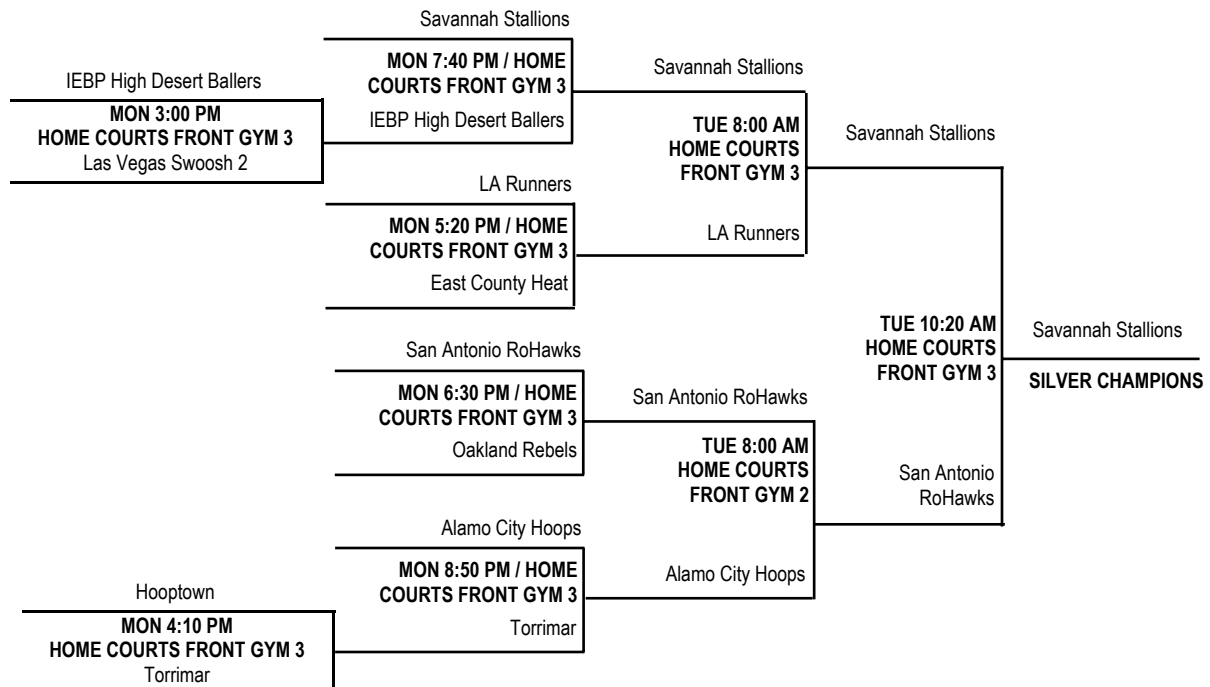 Savannah Stallions
MON 7:40 PM / HOME
COURTS FRONT GYM 3
IEBP High Desert Ballers
IEBP High Desert Ballers
MON 3:00 PM
HOME COURTS FRONT GYM 3
Las Vegas Swoosh 2
Savannah Stallions
TUE 8:00 AM
HOME COURTS
FRONT GYM 3
LA Runners
LA Runners
MON 5:20 PM / HOME
COURTS FRONT GYM 3
East County Heat
Savannah Stallions
TUE 10:20 AM
HOME COURTS
FRONT GYM 3
San Antonio
RoHawks
Savannah Stallions
SILVER CHAMPIONS
San Antonio RoHawks
MON 6:30 PM / HOME
COURTS FRONT GYM 3
Oakland Rebels
San Antonio RoHawks
TUE 8:00 AM
HOME COURTS
FRONT GYM 2
Alamo City Hoops
Alamo City Hoops
MON 8:50 PM / HOME
COURTS FRONT GYM 3
Torrimar
Hooptown
MON 4:10 PM
HOME COURTS FRONT GYM 3
Torrimar